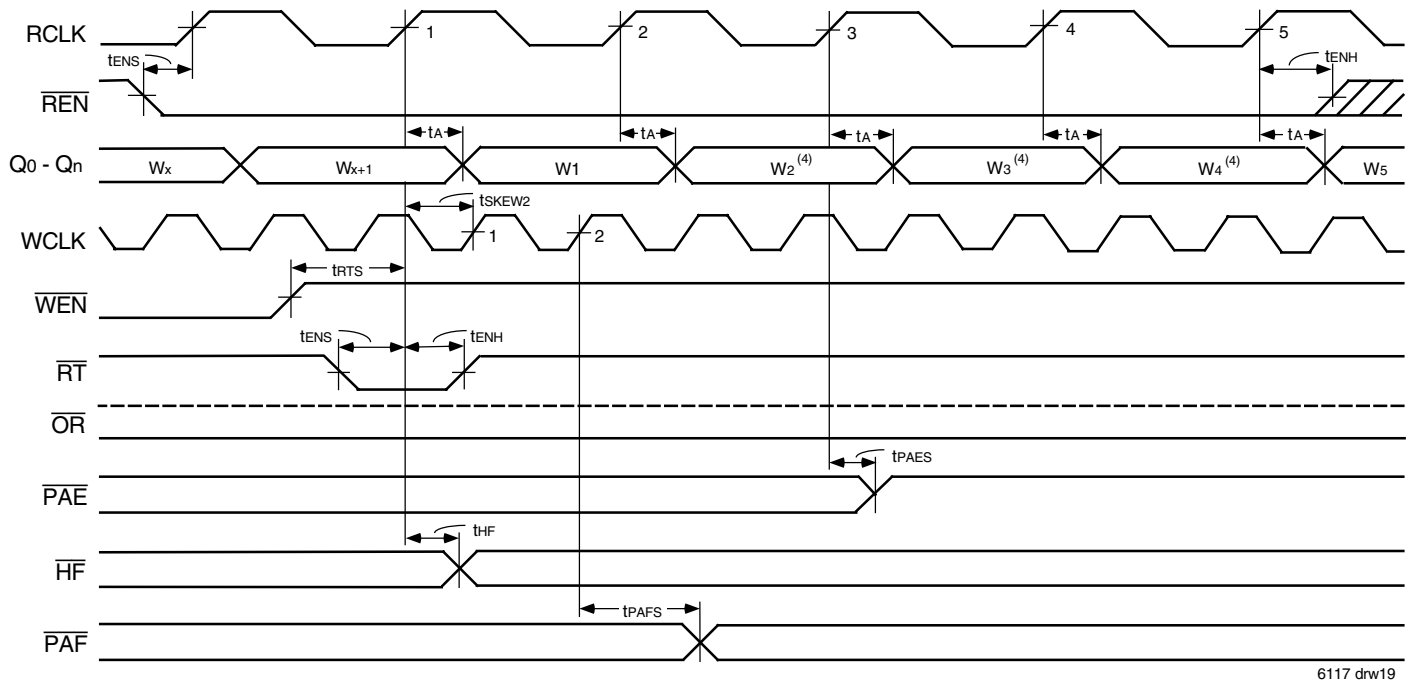 RCLK 1 2 3 4 5
tENS tENH
REN
tA tA tA tA tA
Q0 - Qn Wx Wx+1 W1 W2(4) W3(4) W4(4) W5
tSKEW2
WCLK 1 2
tRTS
WEN
tENS tENH
RT
OR
tPAES
PAE
tHF
HF
tPAFS
PAF
6117 drw19